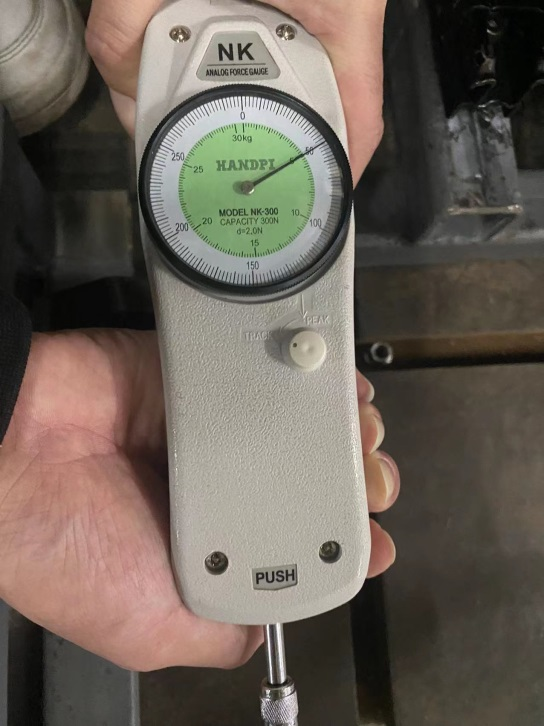 NK
ANALOG FORCE GAUGE
0
30kg
50
5
250
25
HANDPI
MODEL NK-300
CAPACITY 300N
d=2,0N
10
100
20
200
15
150
PEAK
TRACK
PUSH